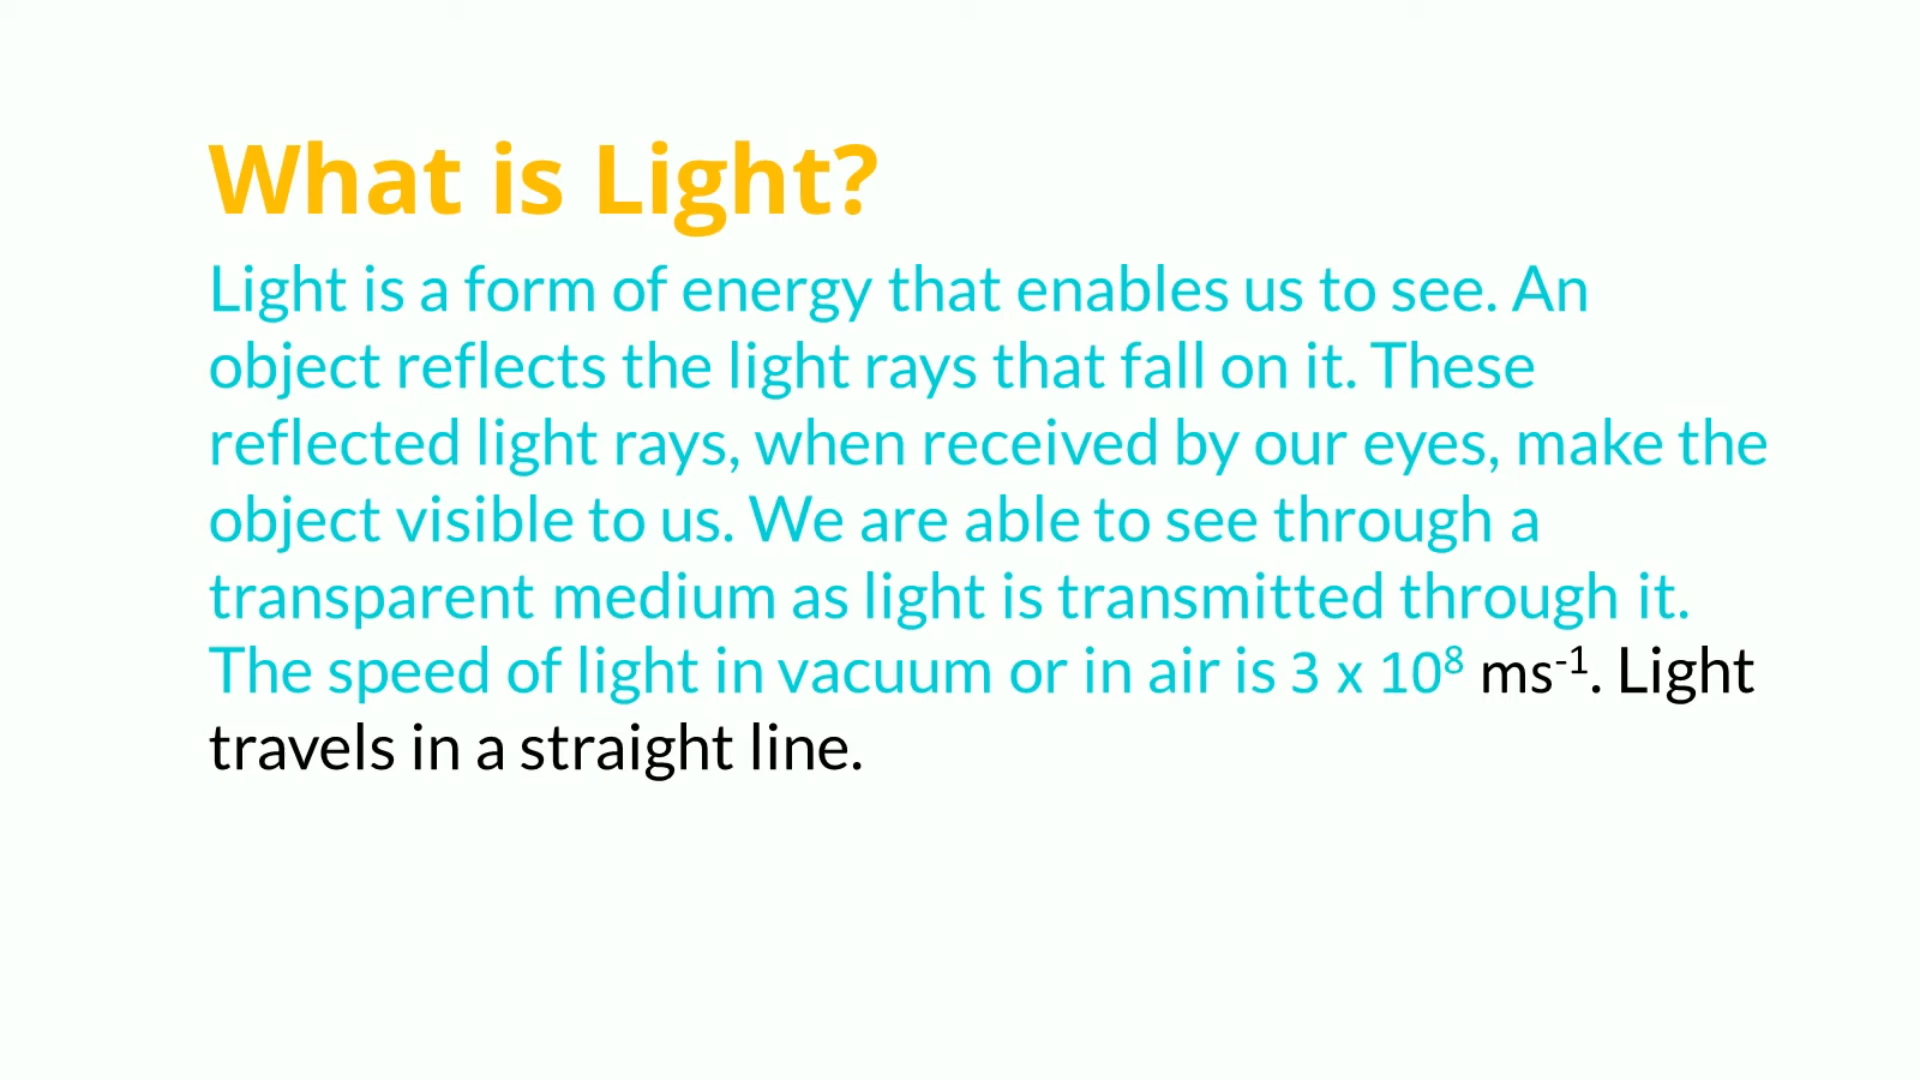 What is Light?
Light is a form of energy that enables us to see. An
object reflects the light rays that fall on it. These
reflected light rays, when received by our eyes, make the
object visible to us. We are able to see through a
transparent medium as light is transmitted through it.
The speed of light in vacuum or in air is 3 x 10⁸ ms⁻¹. Light
travels in a straight line.